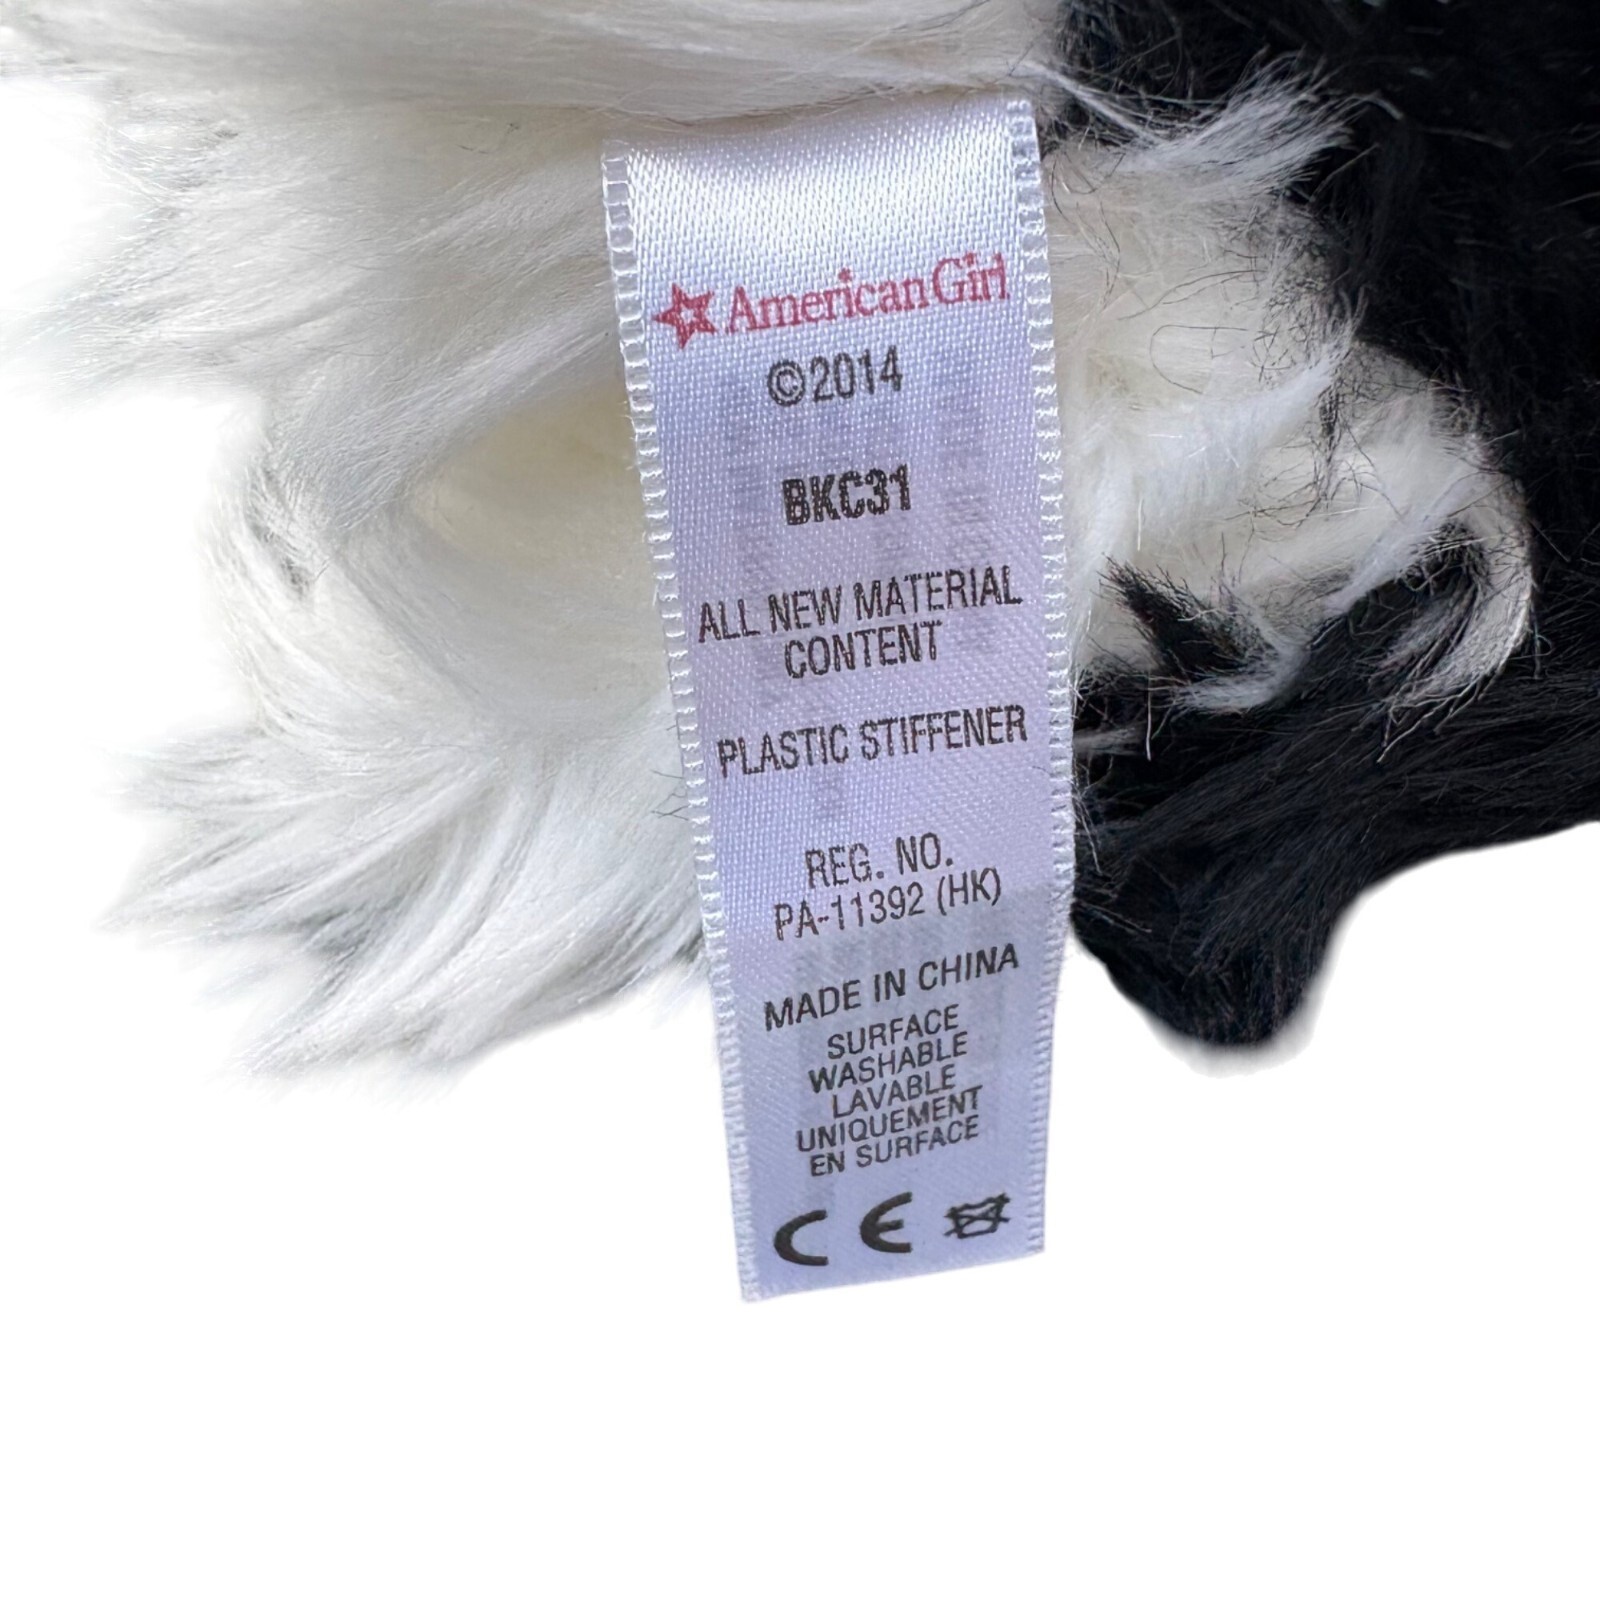 American Girl
©2014
BKC31
ALL NEW MATERIAL
CONTENT
PLASTIC STIFFENER
REG. NO.
PA-11392 (HK)
MADE IN CHINA
SURFACE
WASHABLE
LAVABLE
UNIQUEMENT
EN SURFACE
CE